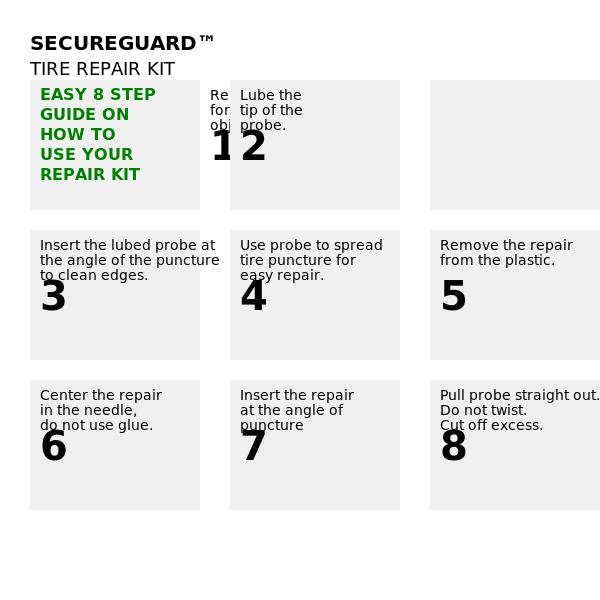 SECUREGUARD™
TIRE REPAIR KIT
EASY 8 STEP
GUIDE ON
HOW TO
USE YOUR
REPAIR KIT
Re
for
obj
1
Lube the
tip of the
probe.
2
Insert the lubed probe at
the angle of the puncture
to clean edges.
3
Use probe to spread
tire puncture for
easy repair.
4
Remove the repair
from the plastic.
5
Center the repair
in the needle,
do not use glue.
6
Insert the repair
at the angle of
puncture
7
Pull probe straight out.
Do not twist.
Cut off excess.
8